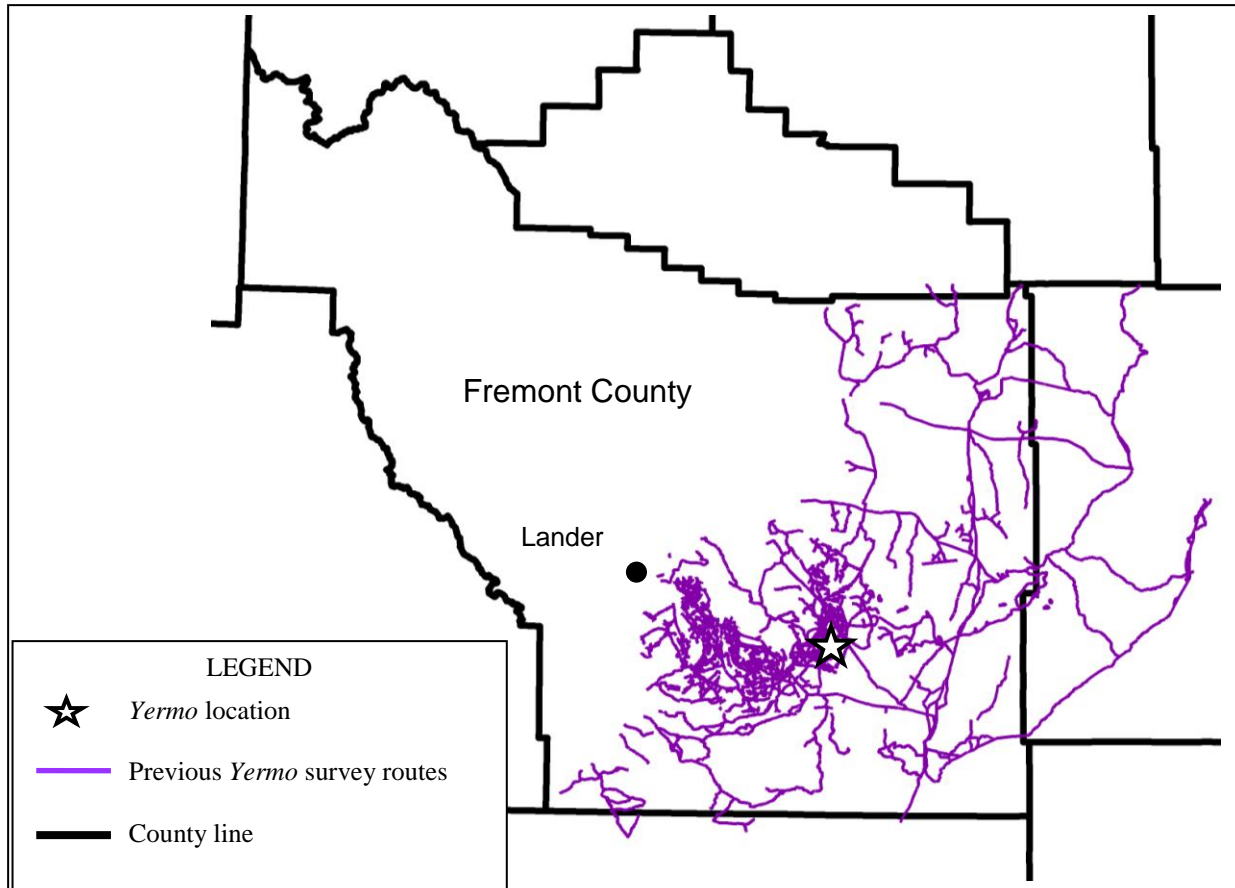 Fremont County
Lander
LEGEND
Yermo location
Previous Yermo survey routes
County line